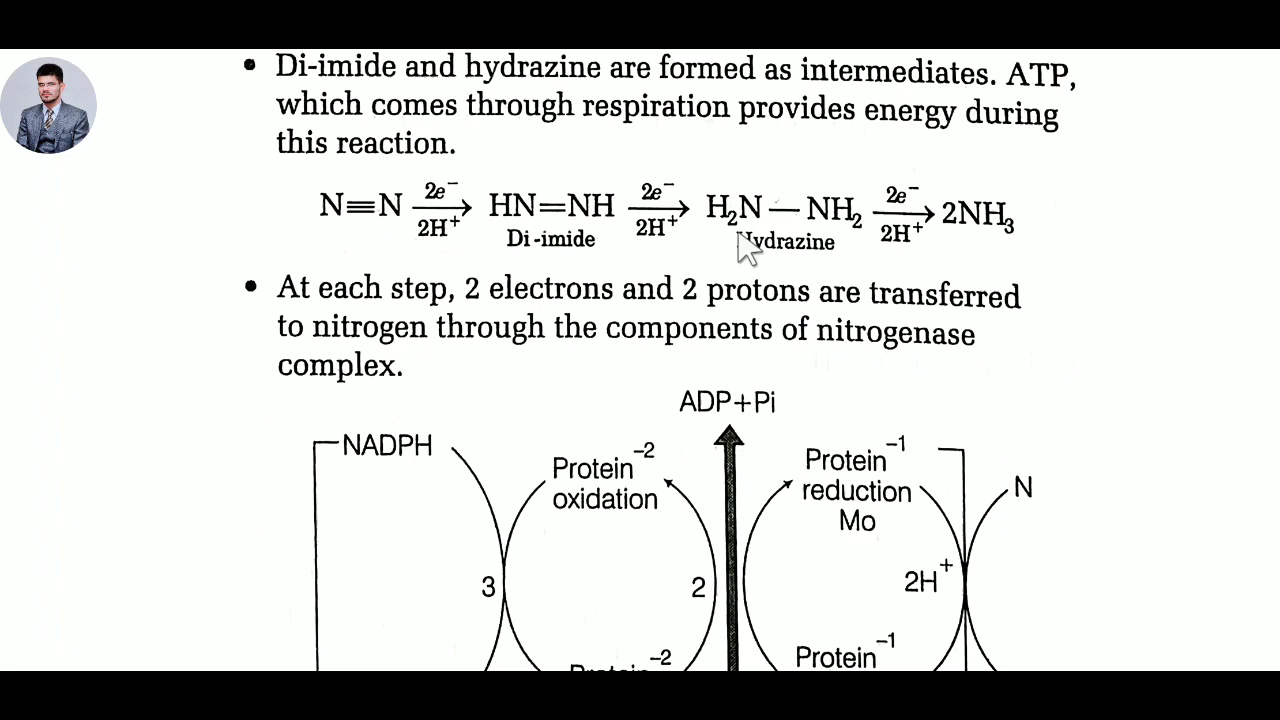 • Di-imide and hydrazine are formed as intermediates. ATP,
which comes through respiration provides energy during
this reaction.
N≡N 2e⁻ 2H⁺ → HN=NH 2e⁻ 2H⁺ → H₂N—NH₂ 2e⁻ 2H⁺ → 2NH₃
Di-imide Hydrazine
• At each step, 2 electrons and 2 protons are transferred
to nitrogen through the components of nitrogenase
complex.
ADP+Pi
NADPH
Protein⁻²
oxidation
Protein⁻¹
reduction
Mo
N
3
2
2H⁺
Protein⁻²
Protein⁻¹